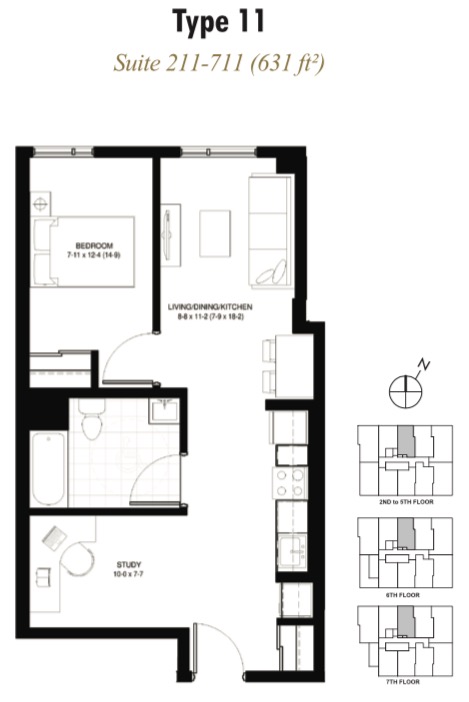 Type 11
Suite 211-711 (631 ft²)
BEDROOM
7-11 x 12-4 (14-9)
LIVING/DINING/KITCHEN
8-8 x 11-2 (7-9 x 18-2)
N
2ND to 5TH FLOOR
STUDY
10-0 x 7-7
6TH FLOOR
7TH FLOOR